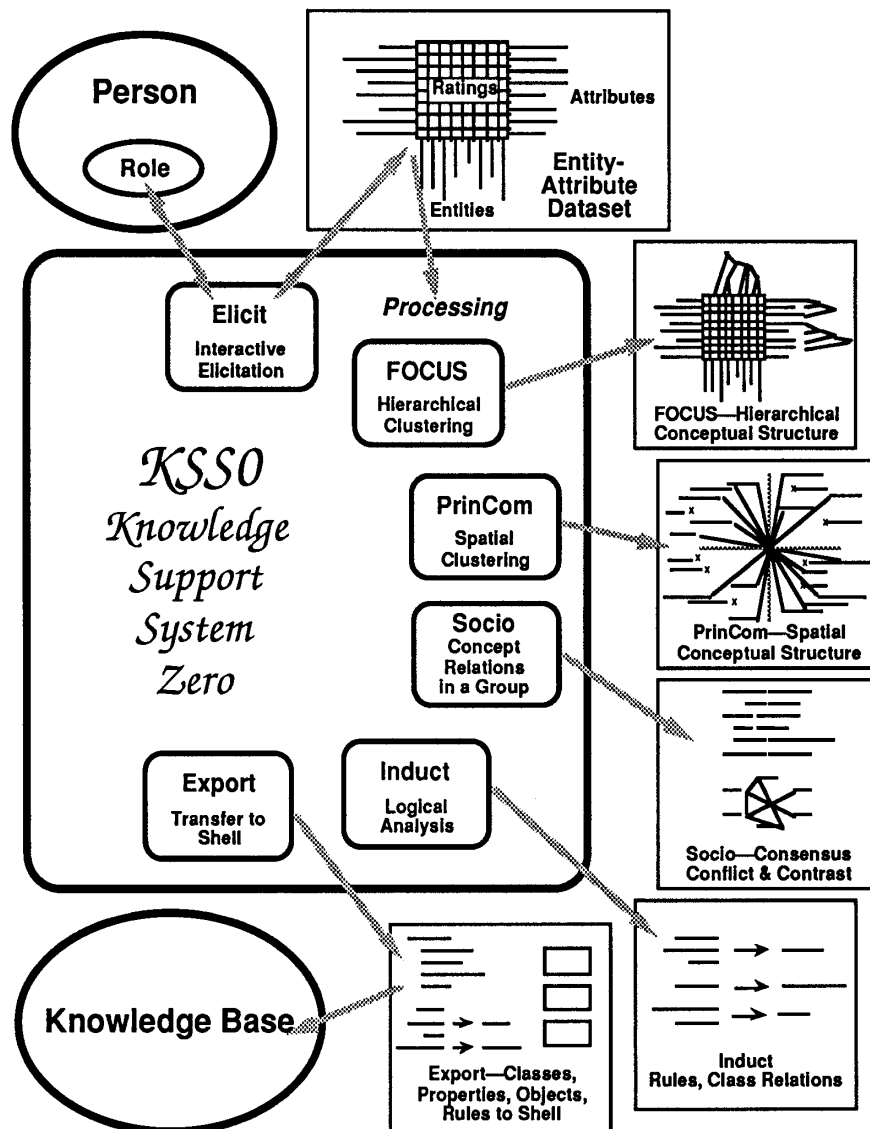 Person
Role
Ratings
Attributes
Entity-
Attribute
Dataset
Entities
Elicit
Interactive
Elicitation
Processing
FOCUS
Hierarchical
Clustering
FOCUS—Hierarchical
Conceptual Structure
KSS0
Knowledge
Support
System
Zero
PrinCom
Spatial
Clustering
PrinCom—Spatial
Conceptual Structure
Socio
Concept
Relations
in a Group
Socio—Consensus
Conflict & Contrast
Export
Transfer to
Shell
Induct
Logical
Analysis
Knowledge Base
Export—Classes,
Properties, Objects,
Rules to Shell
Induct
Rules, Class Relations